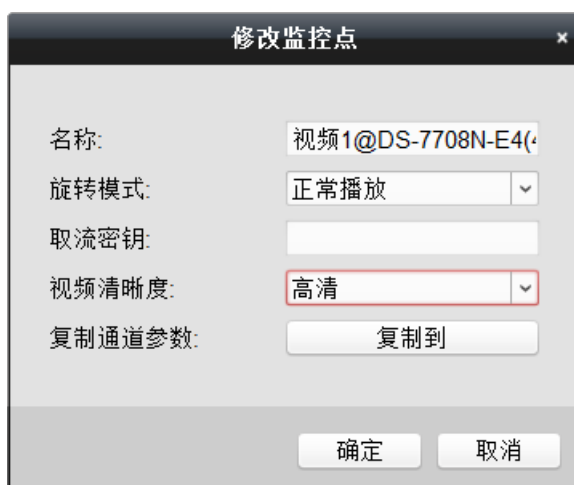 修改监控点 ×
名称: 视频1@DS-7708N-E4(4
旋转模式: 正常播放
取流密钥:
视频清晰度: 高清
复制通道参数: 复制到
确定 取消